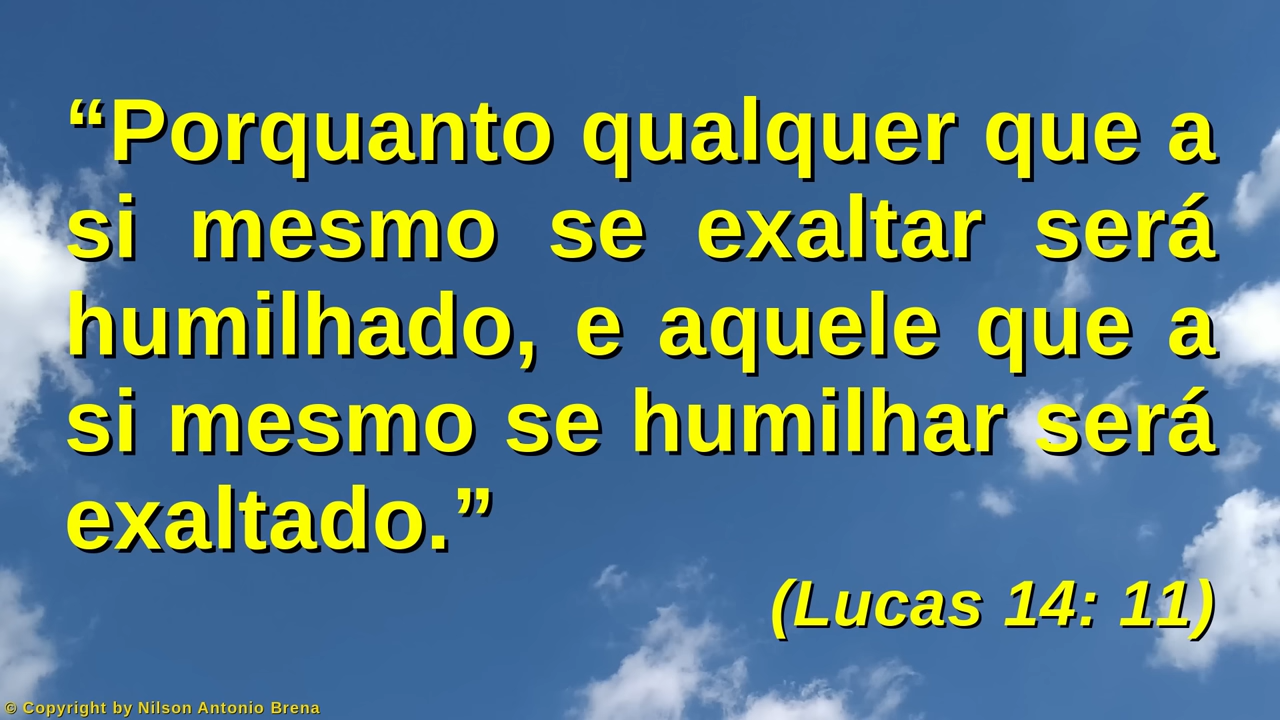 “Porquanto qualquer que a
si mesmo se exaltar será
humilhado, e aquele que a
si mesmo se humilhar será
exaltado.”
(Lucas 14: 11)
© Copyright by Nilson Antonio Brena